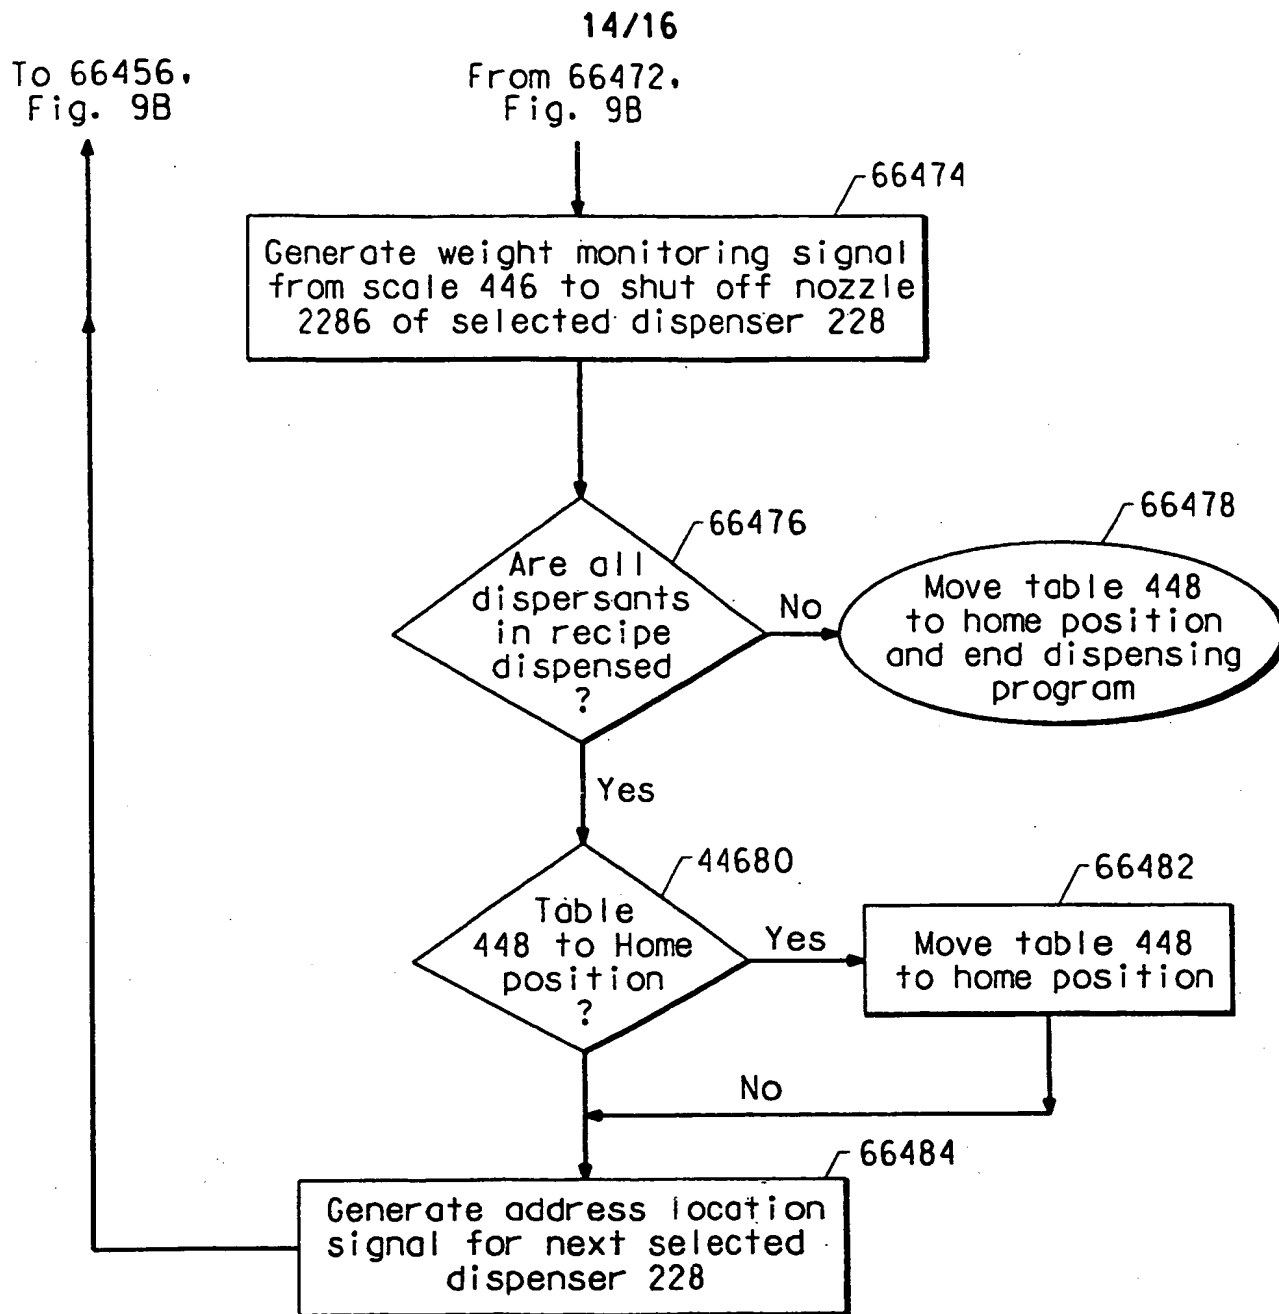 14/16
To 66456.
Fig. 9B
From 66472.
Fig. 9B
66474
Generate weight monitoring signal
from scale 446 to shut off nozzle
2286 of selected dispenser 228
66476
Are all
dispersants
in recipe
dispensed
?
No
66478
Move table 448
to home position
and end dispensing
program
Yes
44680
Table
448 to Home
position
?
Yes
66482
Move table 448
to home position
No
66484
Generate address location
signal for next selected
dispenser 228